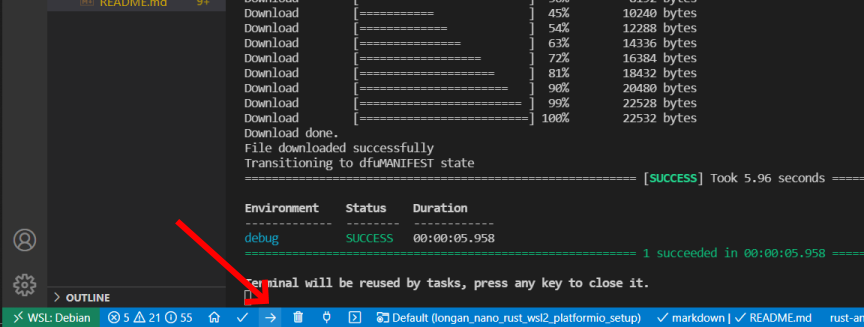 README.md 9+
Download [=========== ] 45% 10240 bytes
Download [============= ] 54% 12288 bytes
Download [=============== ] 63% 14336 bytes
Download [================== ] 72% 16384 bytes
Download [==================== ] 81% 18432 bytes
Download [====================== ] 90% 20480 bytes
Download [======================== ] 99% 22528 bytes
Download [=========================] 100% 22532 bytes
Download done.
File downloaded successfully
Transitioning to dfuMANIFEST state
========================================================== [SUCCESS] Took 5.96 seconds =====
Environment Status Duration
------------- -------- ------------
debug SUCCESS 00:00:05.958
========================================================== 1 succeeded in 00:00:05.958 =====
Terminal will be reused by tasks, press any key to close it.
OUTLINE
WSL: Debian 5 21 55 Default (longan_nano_rust_wsl2_platformio_setup) markdown | README.md rust-an